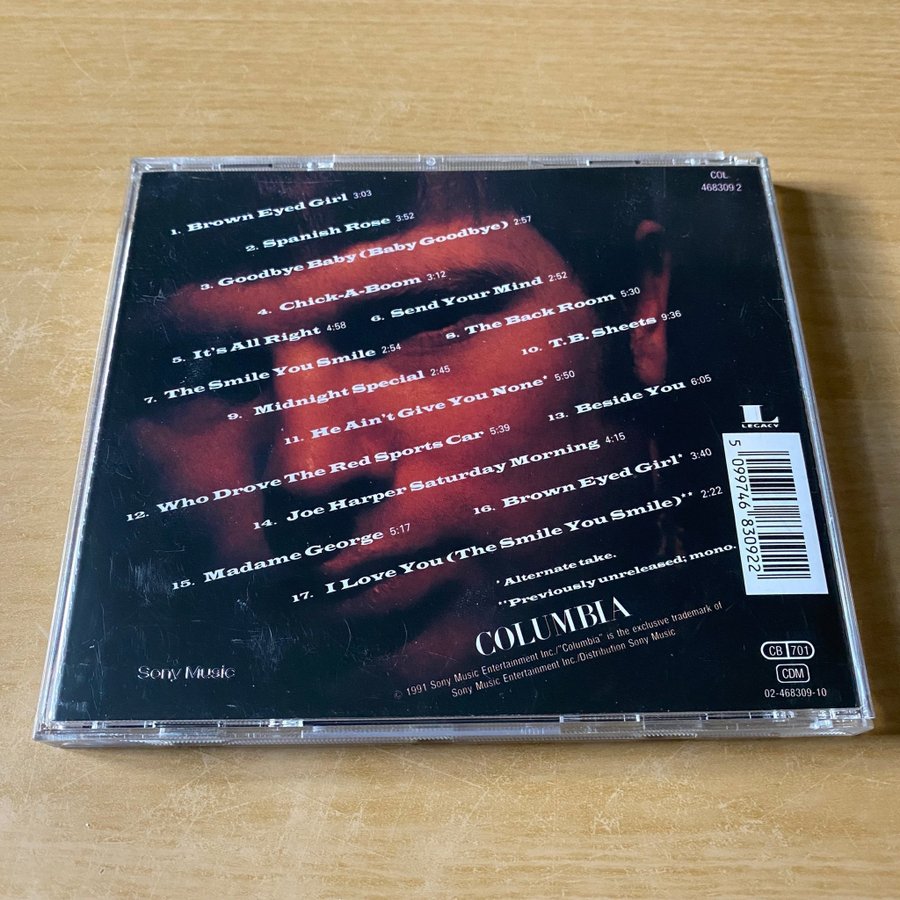 COL
468309 2
1. Brown Eyed Girl 3:03
2. Spanish Rose 3:52
3. Goodbye Baby (Baby Goodbye) 2:57
4. Chick-A-Boom 3:12
5. It's All Right 4:58
6. Send Your Mind 2:52
7. The Smile You Smile 2:54
8. The Back Room 5:30
9. Midnight Special 2:45
10. T.B. Sheets 9:36
11. He Ain't Give You None* 5:50
12. Who Drove The Red Sports Car 5:39
13. Beside You 6:05
14. Joe Harper Saturday Morning 4:15
15. Madame George 5:17
16. Brown Eyed Girl* 3:40
17. I Love You (The Smile You Smile)** 2:22
* Alternate take.
**Previously unreleased; mono.
L
LEGACY
5 099746 830922
COLUMBIA
Sony Music
© 1991 Sony Music Entertainment Inc./"Columbia" is the exclusive trademark of
Sony Music Entertainment Inc./Distribution Sony Music
CB 701
CDM
02-468309-10